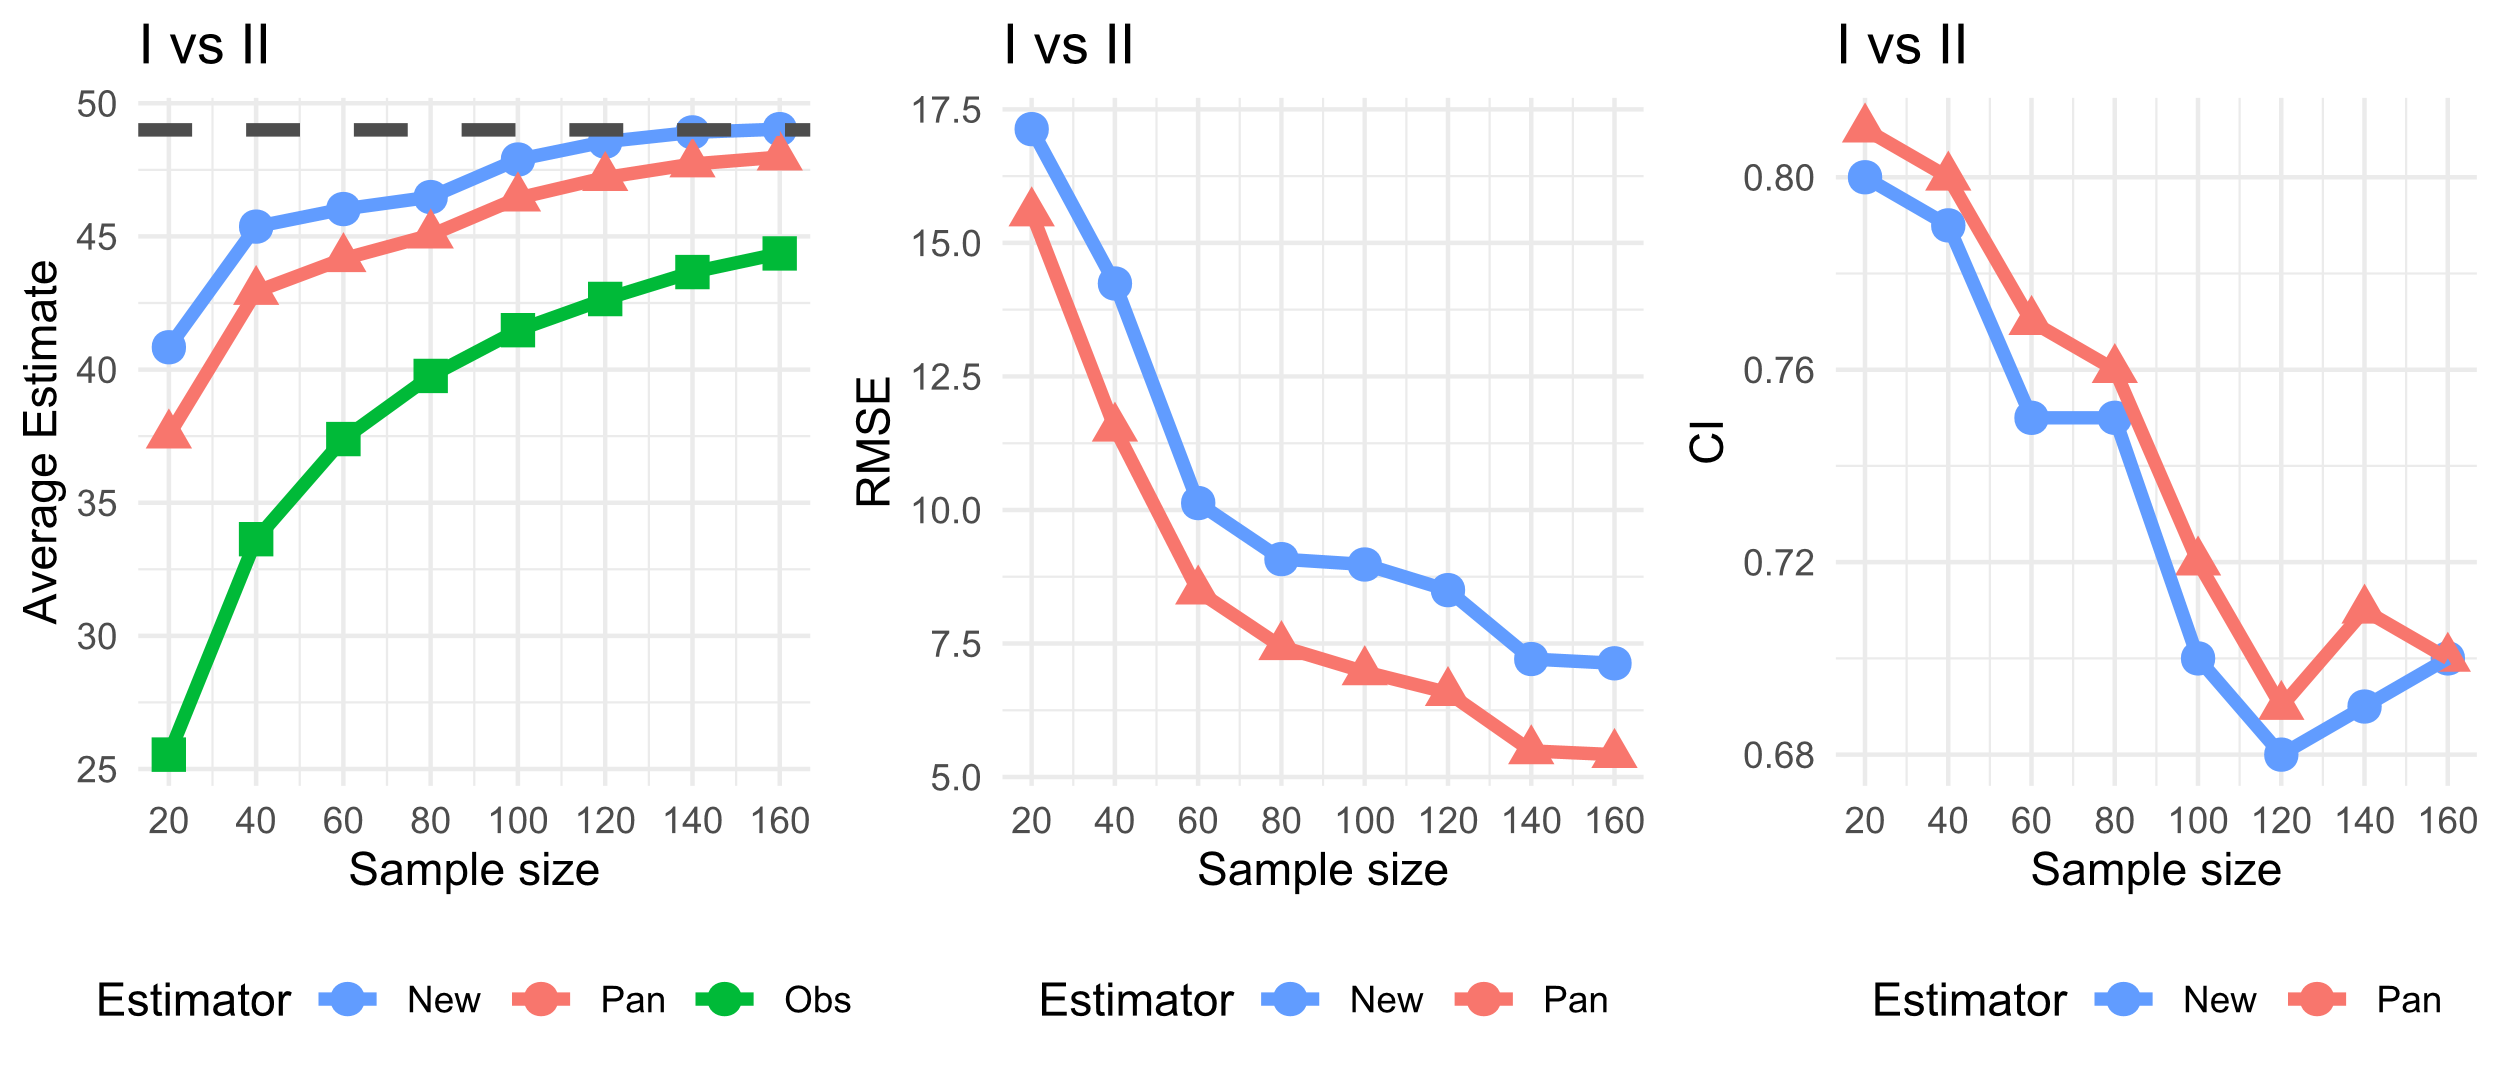 I vs II
50
45
40
35
30
25
Average Estimate
20 40 60 80 100 120 140 160
Sample size
Estimator New Pan Obs
I vs II
17.5
15.0
12.5
10.0
7.5
5.0
RMSE
20 40 60 80 100 120 140 160
Sample size
Estimator New Pan
I vs II
0.80
0.76
0.72
0.68
CI
20 40 60 80 100 120 140 160
Sample size
Estimator New Pan